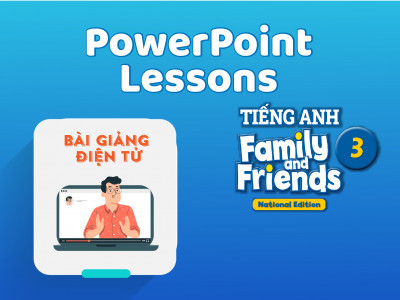 PowerPoint
Lessons
BÀI GIẢNG
ĐIỆN TỬ
TIẾNG ANH
Family
and
Friends
3
National Edition